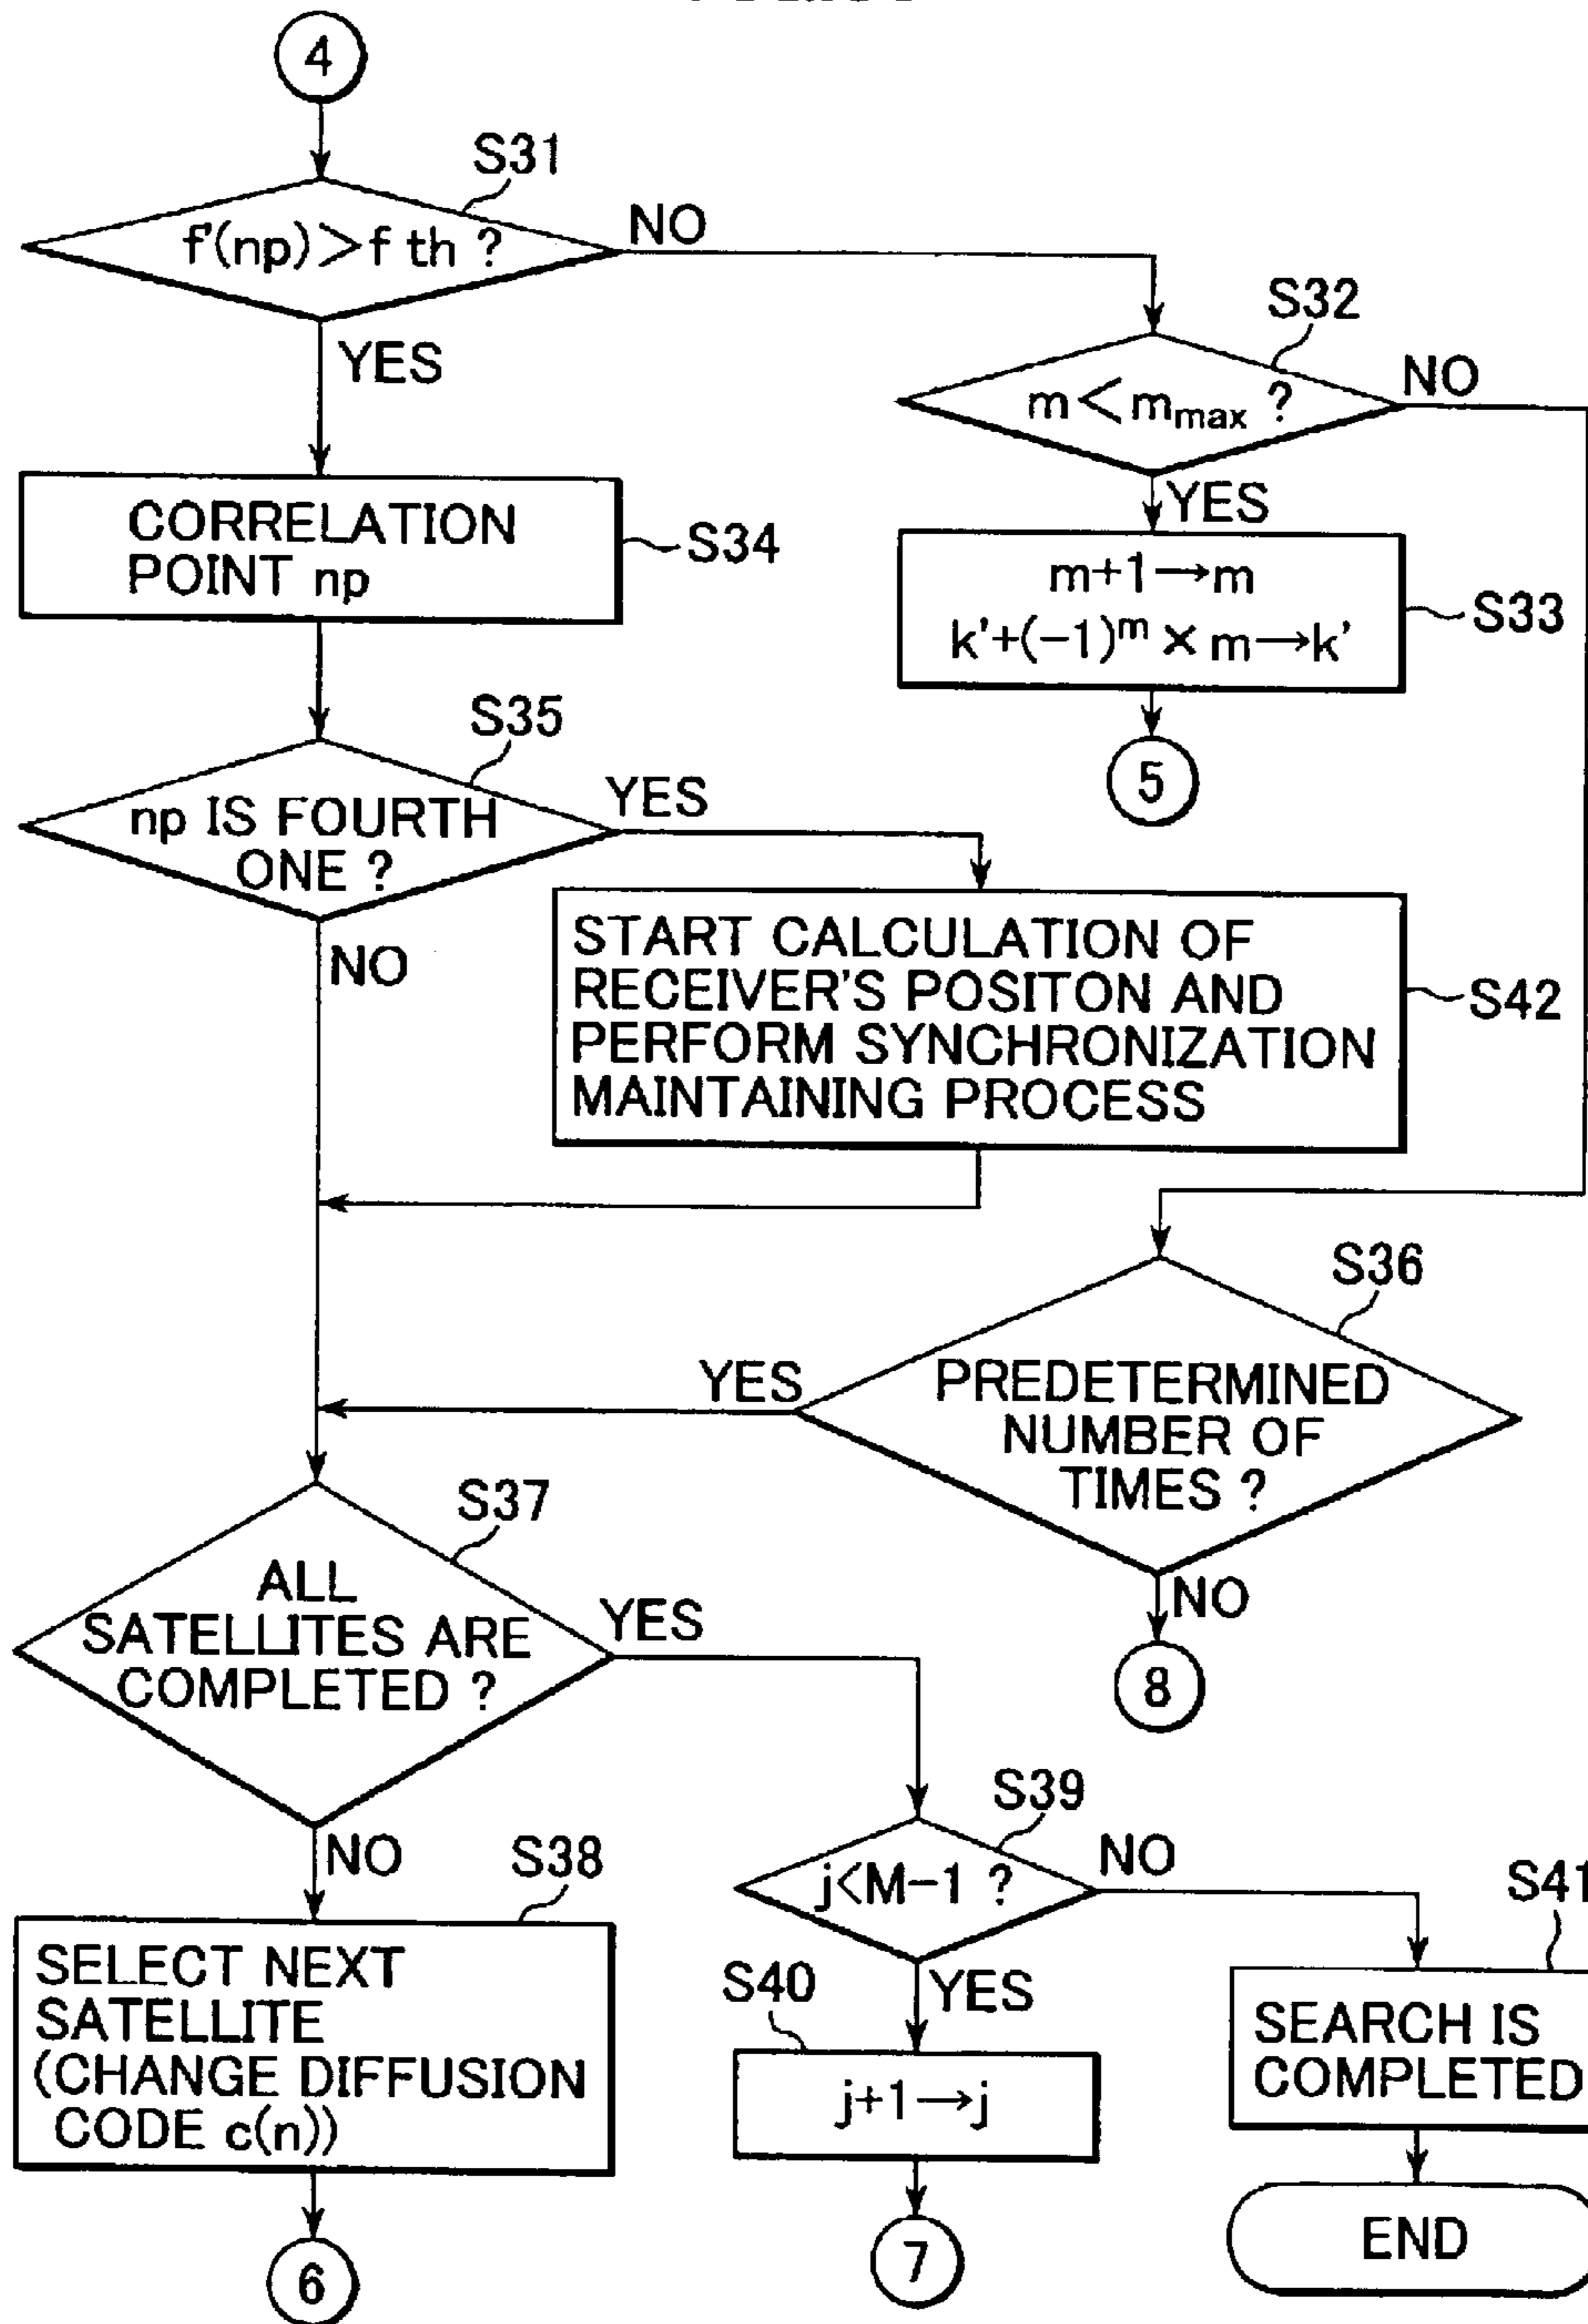 4
S31
f'(np)>f th ?
NO
YES
S32
m<m_max ?
NO
YES
CORRELATION
POINT np
S34
m+1→m
k'+(-1)^m × m→k'
S33
5
S35
np IS FOURTH
ONE ?
YES
NO
START CALCULATION OF
RECEIVER'S POSITON AND
PERFORM SYNCHRONIZATION
MAINTAINING PROCESS
S42
S36
PREDETERMINED
NUMBER OF
TIMES ?
YES
NO
8
S37
ALL
SATELLITES ARE
COMPLETED ?
YES
NO
S38
SELECT NEXT
SATELLITE
(CHANGE DIFFUSION
CODE c(n))
6
S39
j<M-1 ?
NO
YES
S40
j+1→j
7
S41
SEARCH IS
COMPLETED
END